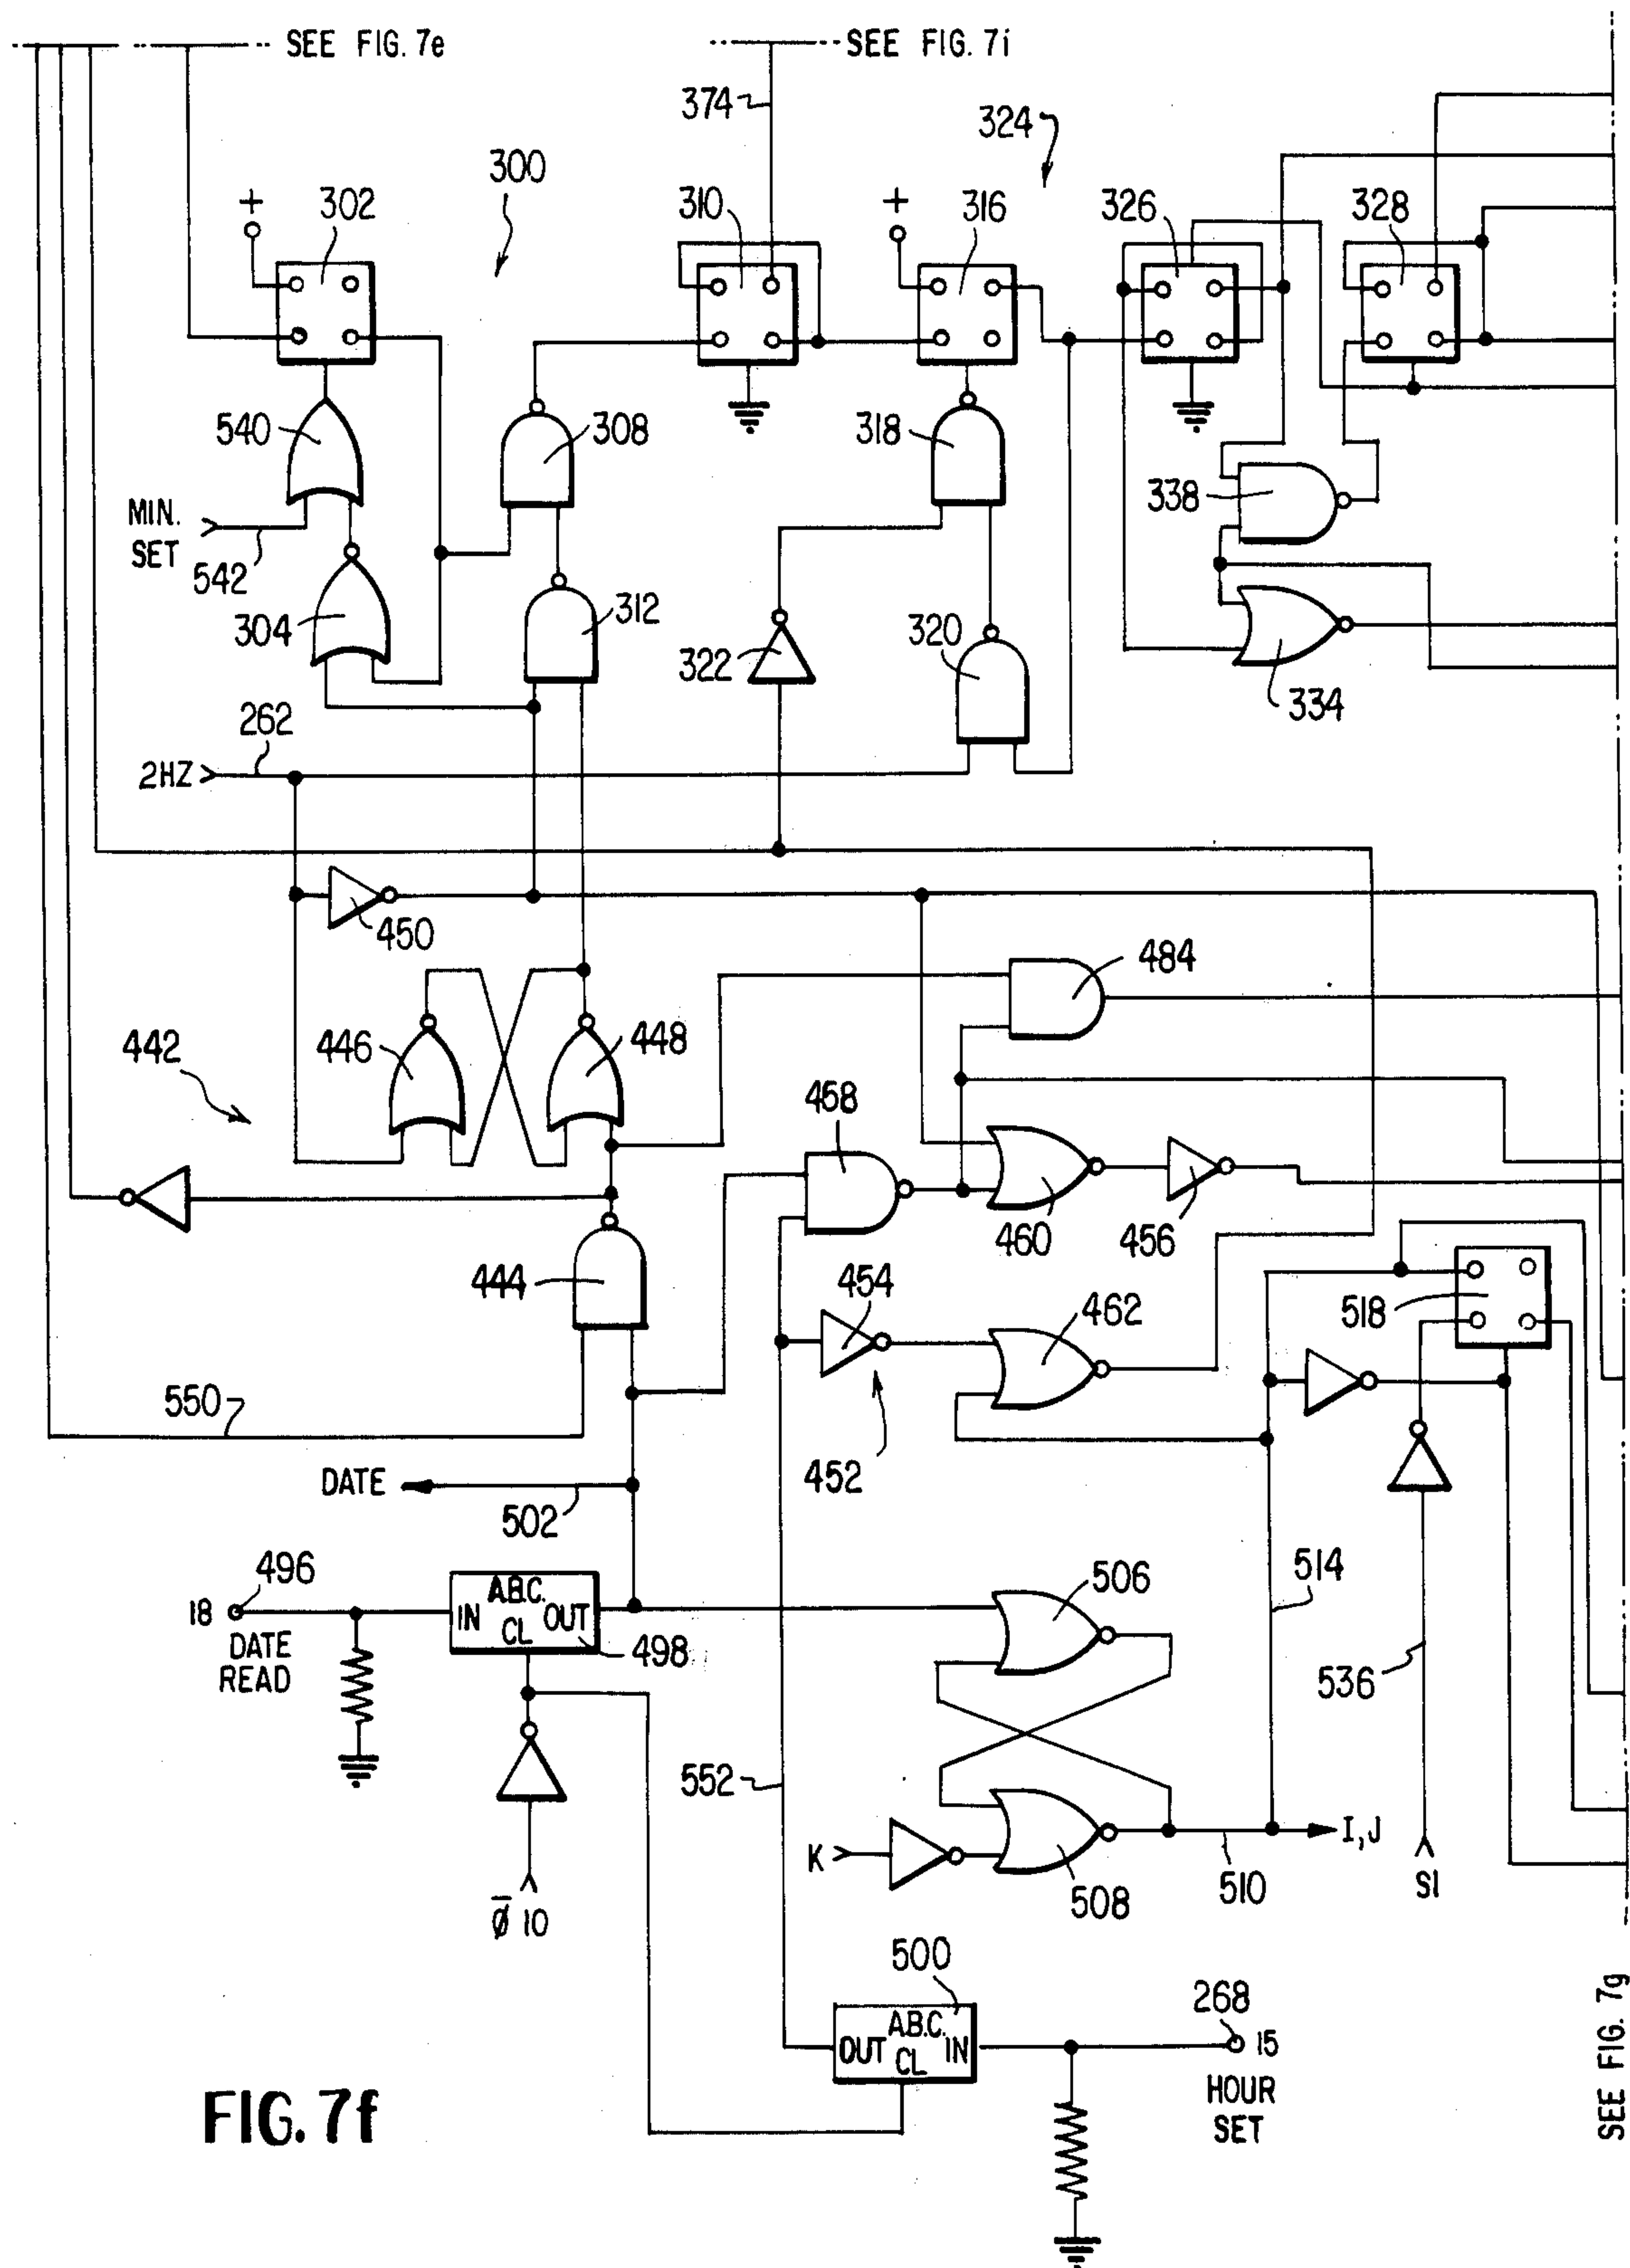 SEE FIG. 7e
SEE FIG. 7i
374
324
300
+
302
310
+
316
326
328
540
308
318
338
MIN.
SET
542
304
312
322
320
334
262
2HZ
450
484
442
446
448
458
460
456
444
454
462
518
550
452
DATE
502
514
496
18
DATE
READ
A.B.C.
IN
OUT
CL
498
506
536
552
K
I,J
508
510
S1
ø̅ 10
500
A.B.C.
OUT
IN
CL
268
15
HOUR
SET
SEE FIG. 7g
FIG. 7f